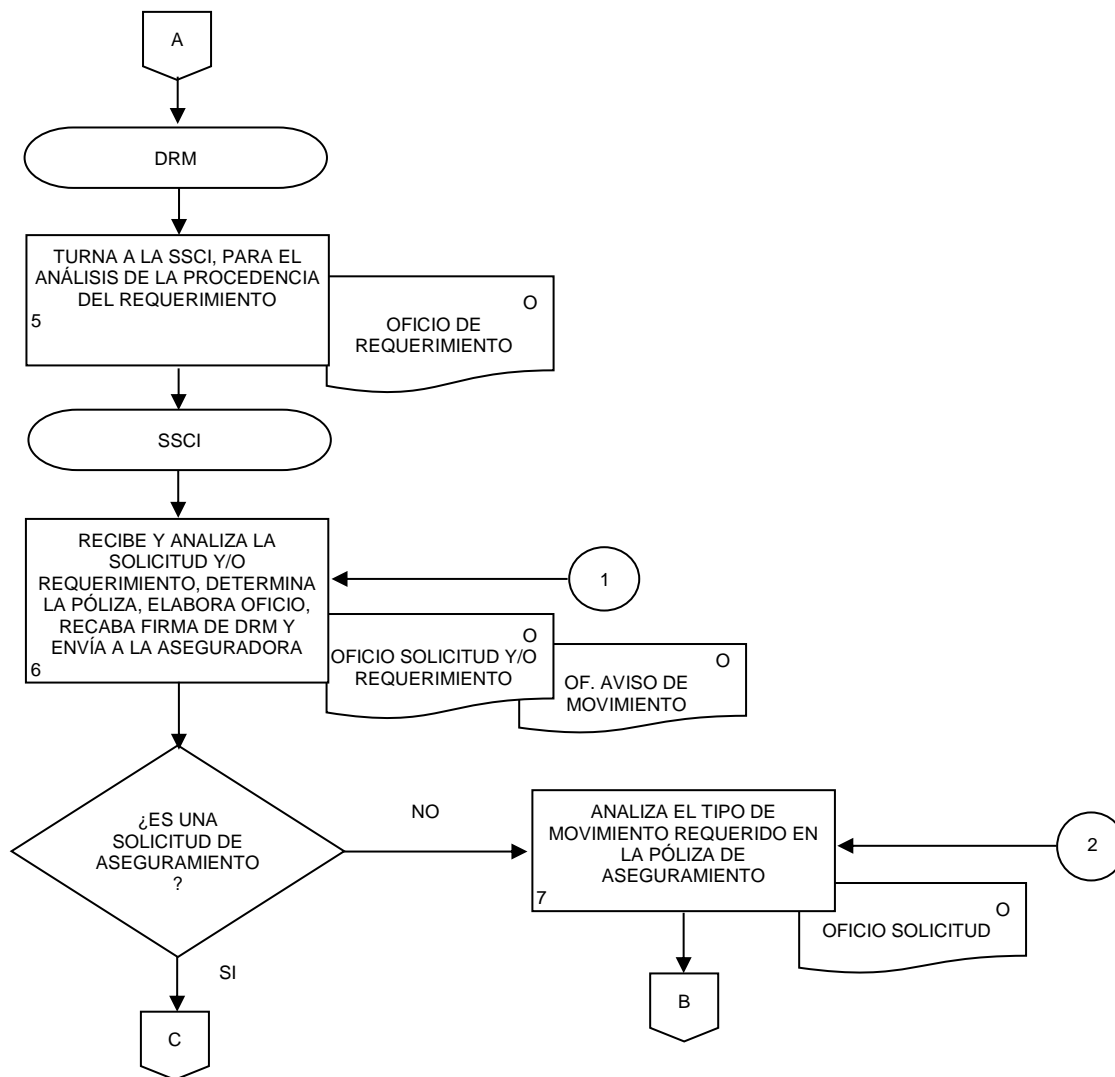 A
DRM
TURNA A LA SSCI, PARA EL
ANÁLISIS DE LA PROCEDENCIA
DEL REQUERIMIENTO
5
O
OFICIO DE
REQUERIMIENTO
SSCI
RECIBE Y ANALIZA LA
SOLICITUD Y/O
REQUERIMIENTO, DETERMINA
LA PÓLIZA, ELABORA OFICIO,
RECABA FIRMA DE DRM Y
ENVÍA A LA ASEGURADORA
6
1
O
OFICIO SOLICITUD Y/O
REQUERIMIENTO
O
OF. AVISO DE
MOVIMIENTO
¿ES UNA
SOLICITUD DE
ASEGURAMIENTO
?
NO
ANALIZA EL TIPO DE
MOVIMIENTO REQUERIDO EN
LA PÓLIZA DE
ASEGURAMIENTO
7
2
O
OFICIO SOLICITUD
SI
B
C